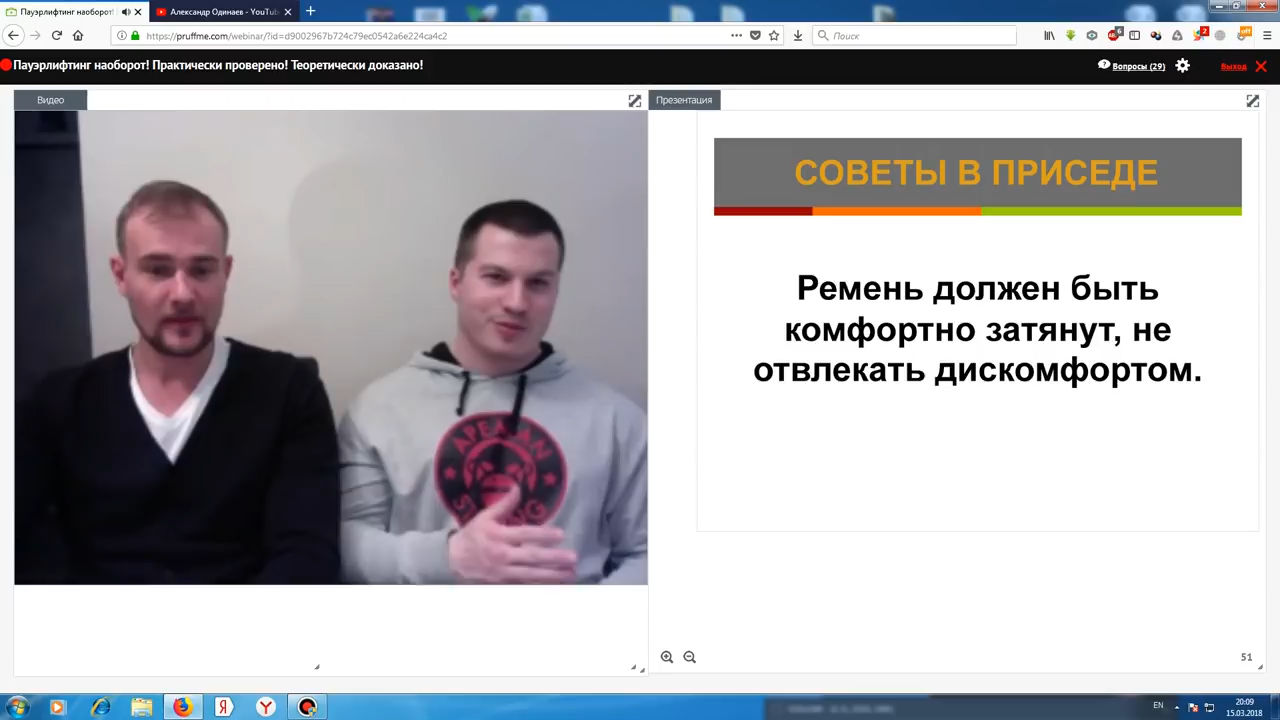 Пауэрлифтинг наоборот!
Александр Одинаев - YouTub
https://pruffme.com/webinar/?id=d9002967b724c79ec0542a6e224ca4c2
Поиск
Пауэрлифтинг наоборот! Практически проверено! Теоретически доказано!
Вопросы (29)
Выход
Видео
Презентация
СОВЕТЫ В ПРИСЕДЕ
Ремень должен быть
комфортно затянут, не
отвлекать дискомфортом.
51
EN
20:09
15.03.2018